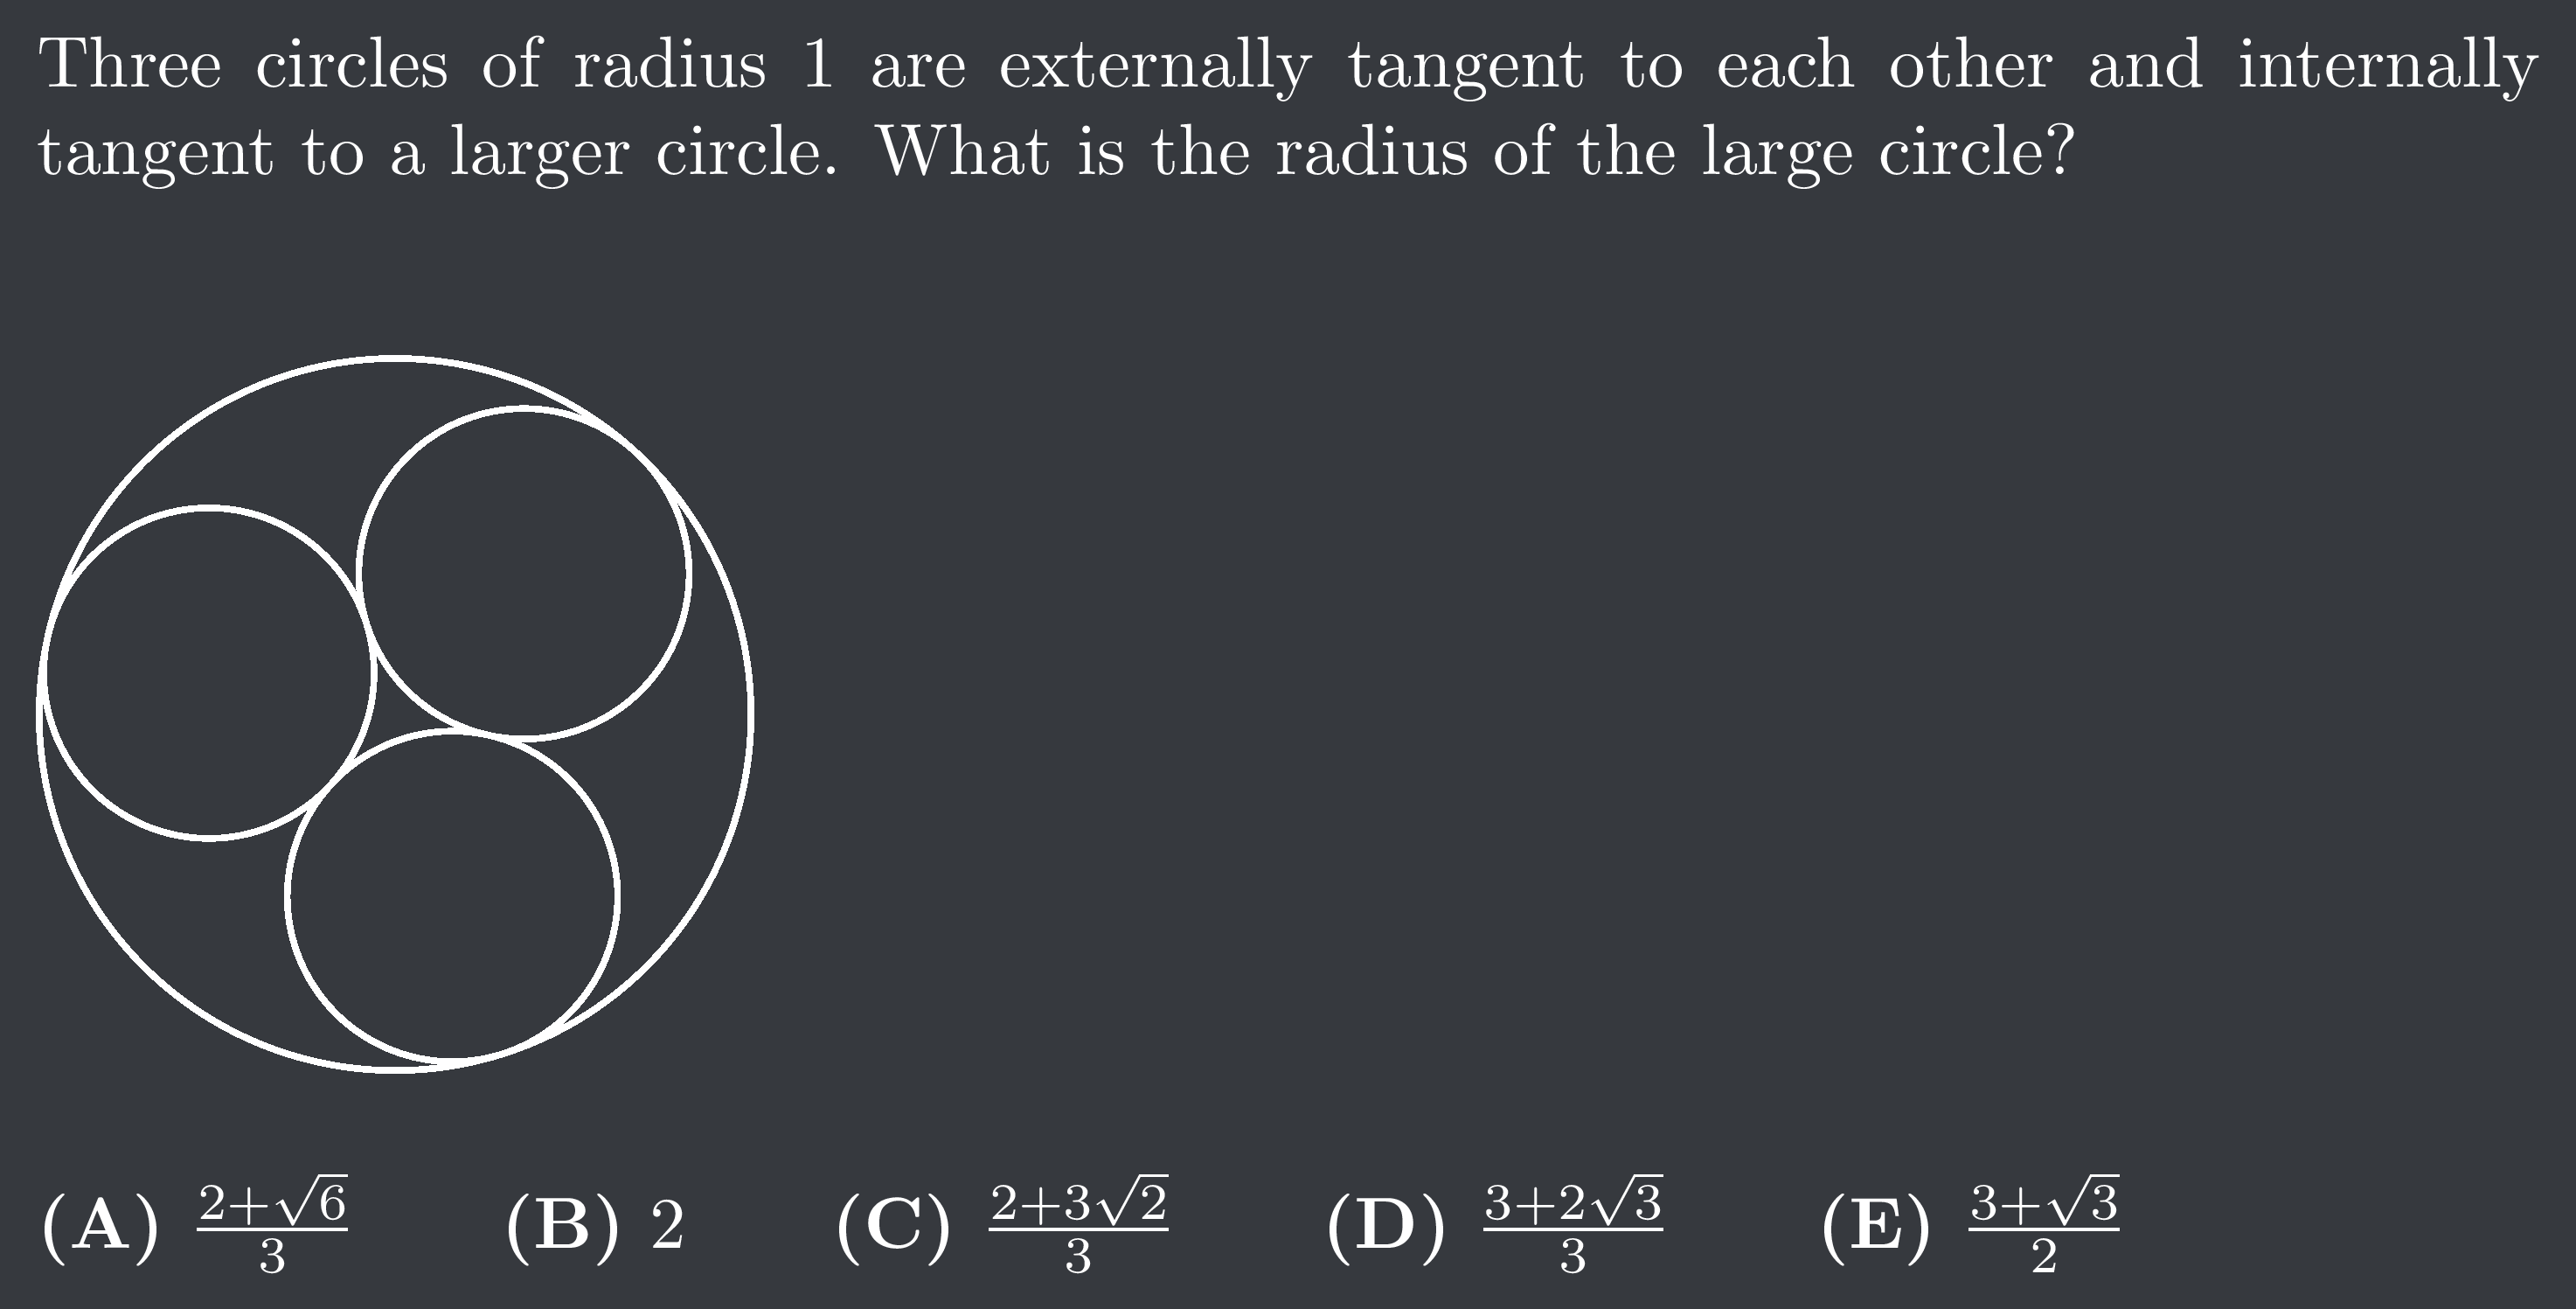 Three circles of radius 1 are externally tangent to each other and internally
tangent to a larger circle. What is the radius of the large circle?
(A) \frac{2+\sqrt{6}}{3} (B) 2 (C) \frac{2+3\sqrt{2}}{3} (D) \frac{3+2\sqrt{3}}{3} (E) \frac{3+\sqrt{3}}{2}